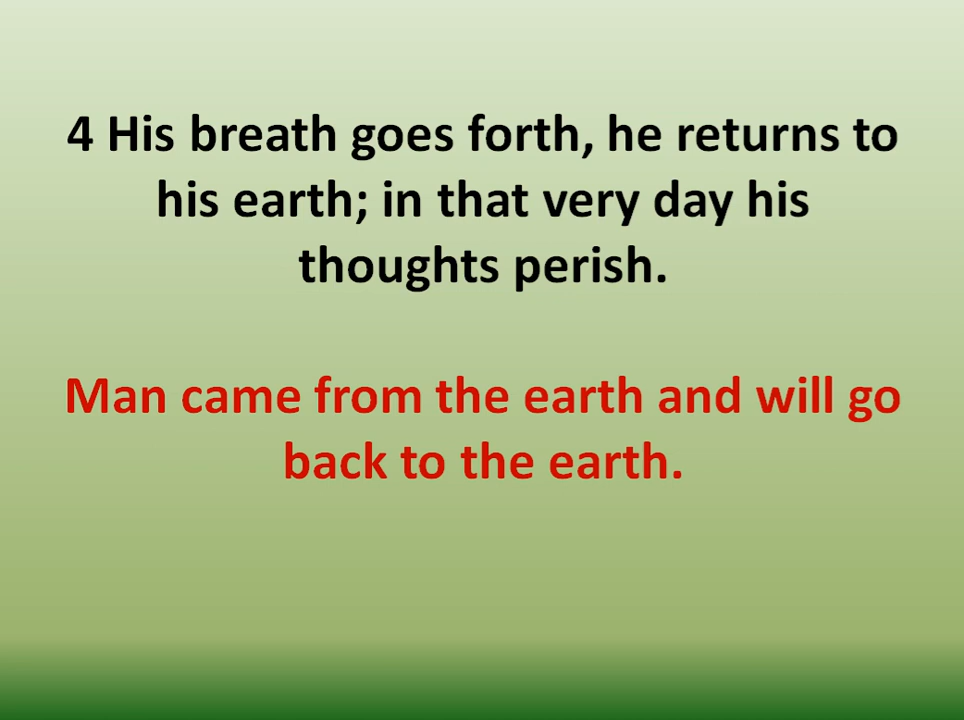 4 His breath goes forth, he returns to
his earth; in that very day his
thoughts perish.
Man came from the earth and will go
back to the earth.